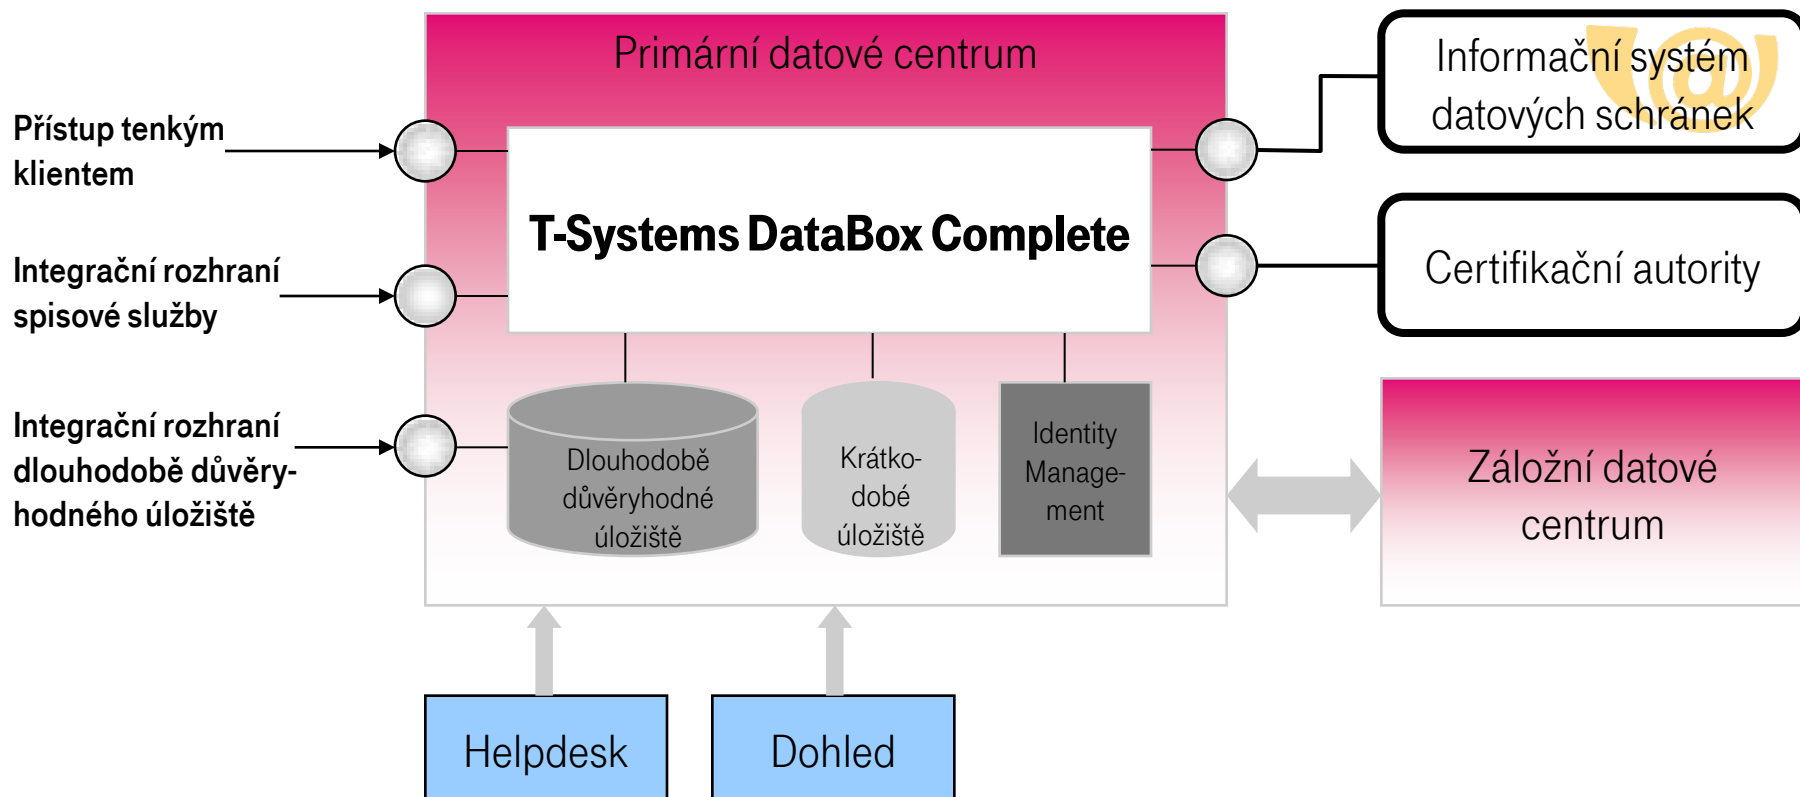 Primární datové centrum
Informační systém
datových schránek
Přístup tenkým
klientem
T-Systems DataBox Complete
Integrační rozhraní
spisové služby
Certifikační autority
Integrační rozhraní
dlouhodobě důvěry-
hodného úložiště
Dlouhodobě
důvěryhodné
úložiště
Krátko-
dobé
úložiště
Identity
Manage-
ment
Záložní datové
centrum
Helpdesk
Dohled